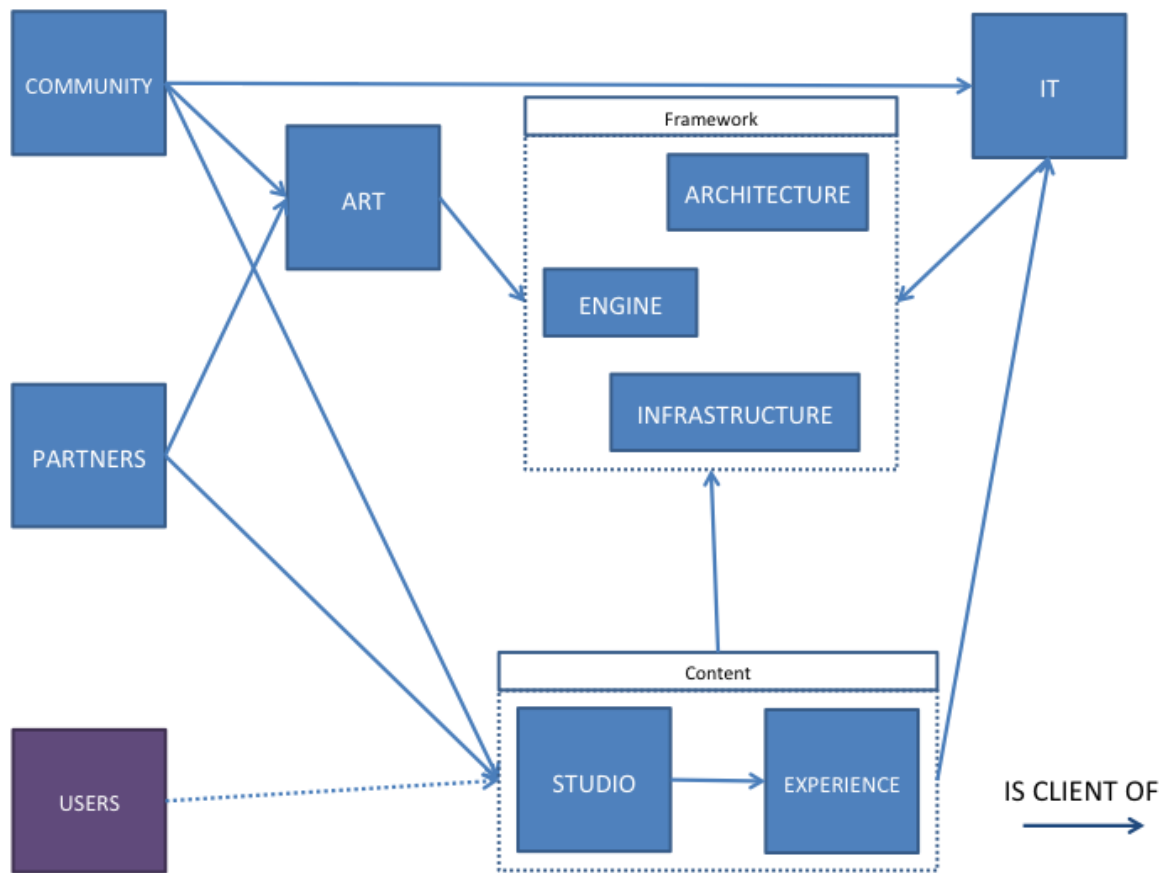 COMMUNITY
IT
Framework
ARCHITECTURE
ART
ENGINE
INFRASTRUCTURE
PARTNERS
Content
STUDIO
EXPERIENCE
USERS
IS CLIENT OF